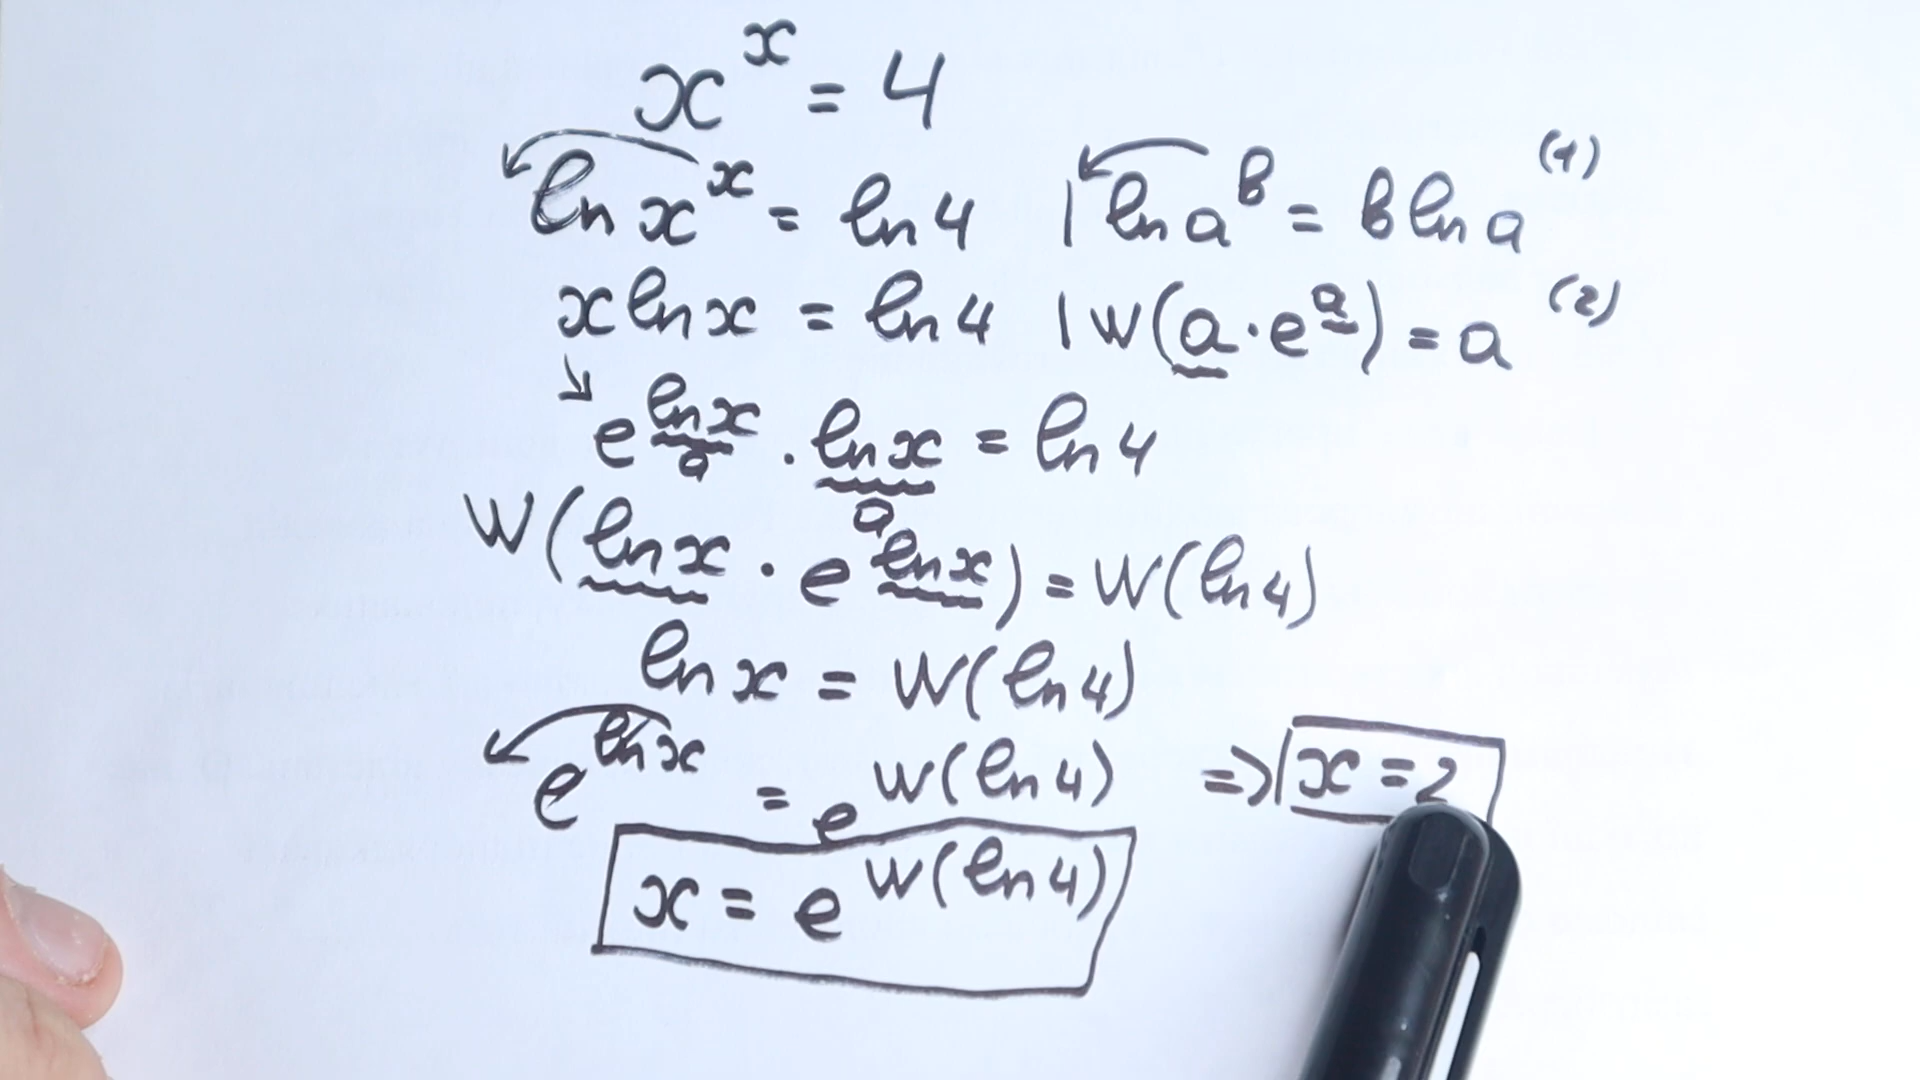 x^x = 4
ln x^x = ln 4 | ln a^b = b ln a (1)
x ln x = ln 4 | W(a · e^a) = a (2)
e^(ln x) · ln x = ln 4
a a
W(ln x · e^(ln x)) = W(ln 4)
ln x = W(ln 4)
e^(ln x) = e^(W(ln 4)) => x = 2
x = e^(W(ln 4))